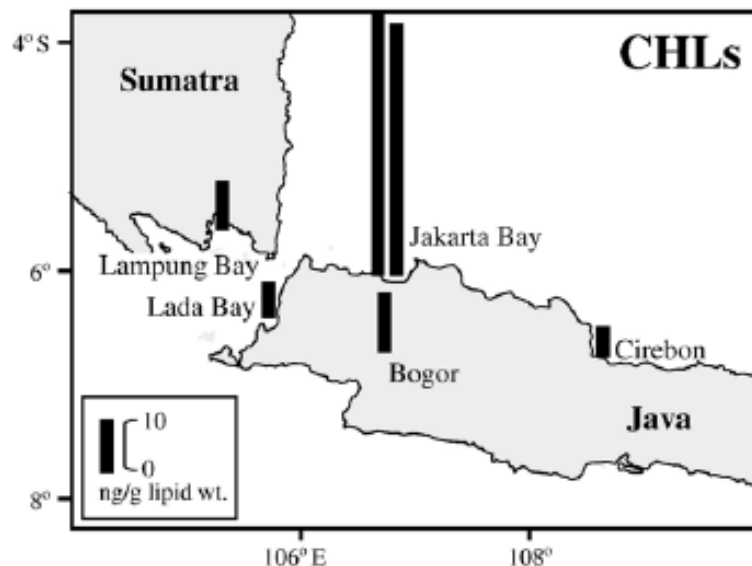 4° S
CHLs
Sumatra
Jakarta Bay
Lampung Bay
6°
Lada Bay
Cirebon
Bogor
Java
10
0
ng/g lipid wt.
8°
106° E
108°